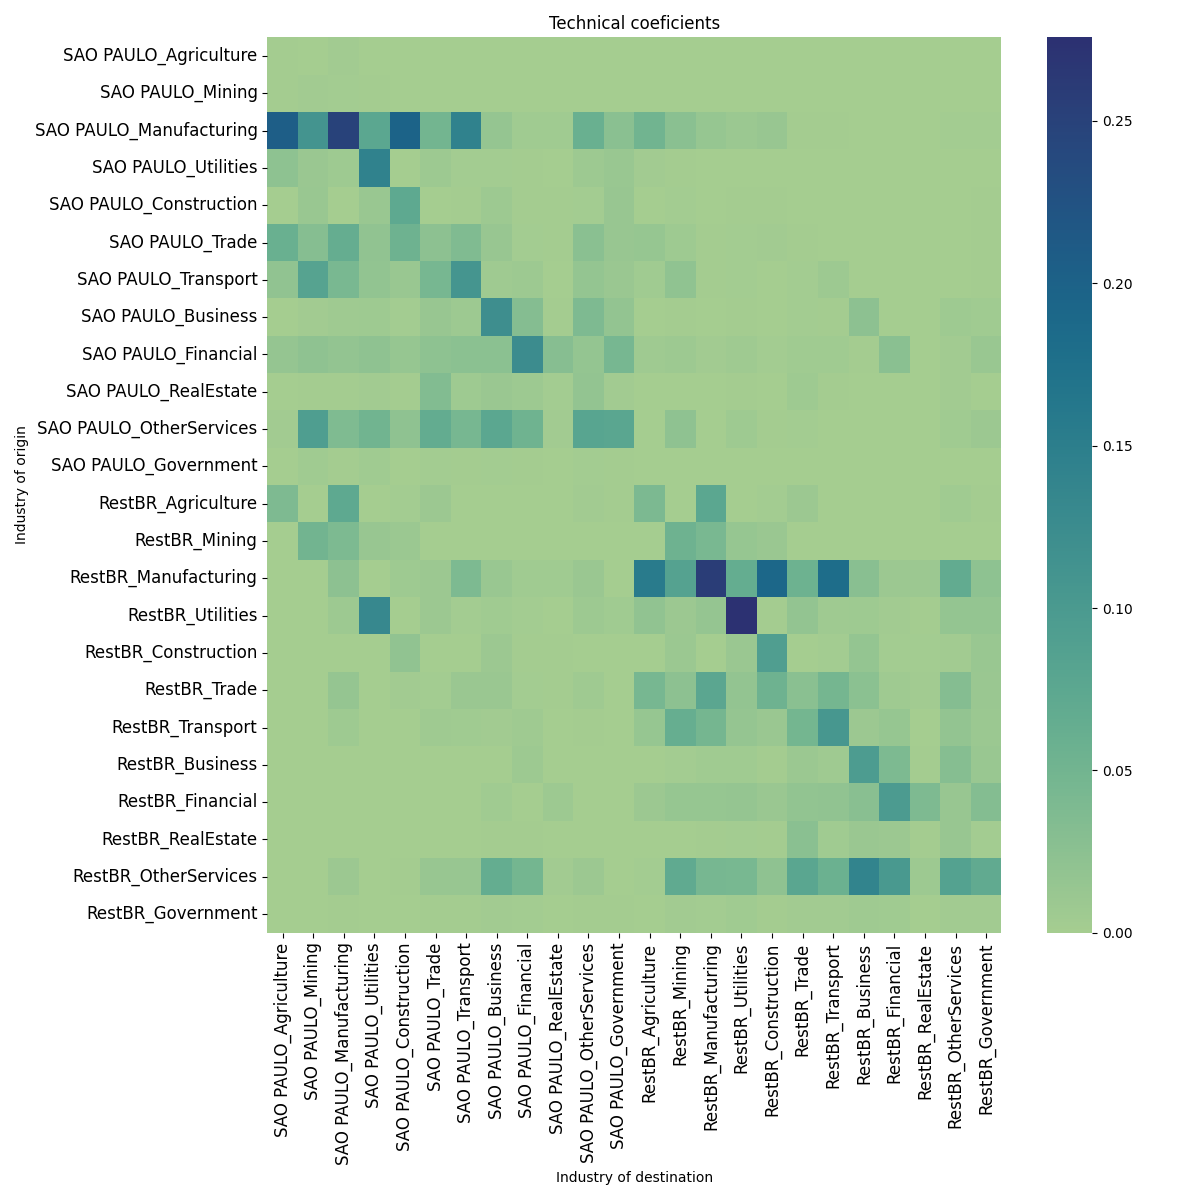 Technical coeficients
SAO PAULO_Agriculture
SAO PAULO_Mining
SAO PAULO_Manufacturing
SAO PAULO_Utilities
SAO PAULO_Construction
SAO PAULO_Trade
SAO PAULO_Transport
SAO PAULO_Business
SAO PAULO_Financial
SAO PAULO_RealEstate
SAO PAULO_OtherServices
SAO PAULO_Government
RestBR_Agriculture
RestBR_Mining
RestBR_Manufacturing
RestBR_Utilities
RestBR_Construction
RestBR_Trade
RestBR_Transport
RestBR_Business
RestBR_Financial
RestBR_RealEstate
RestBR_OtherServices
RestBR_Government
Industry of origin
SAO PAULO_Agriculture
SAO PAULO_Mining
SAO PAULO_Manufacturing
SAO PAULO_Utilities
SAO PAULO_Construction
SAO PAULO_Trade
SAO PAULO_Transport
SAO PAULO_Business
SAO PAULO_Financial
SAO PAULO_RealEstate
SAO PAULO_OtherServices
SAO PAULO_Government
RestBR_Agriculture
RestBR_Mining
RestBR_Manufacturing
RestBR_Utilities
RestBR_Construction
RestBR_Trade
RestBR_Transport
RestBR_Business
RestBR_Financial
RestBR_RealEstate
RestBR_OtherServices
RestBR_Government
Industry of destination
0.25
0.20
0.15
0.10
0.05
0.00